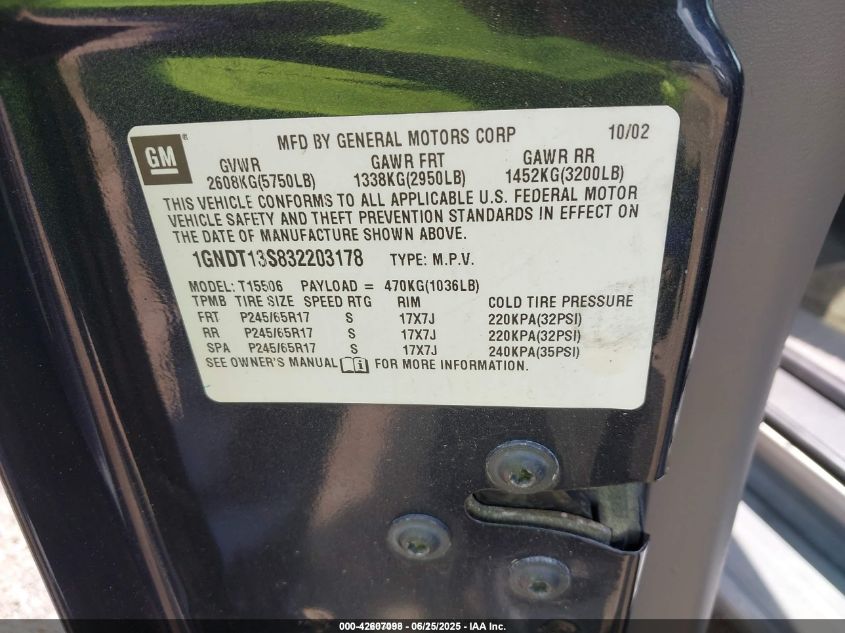 GM®
MFD BY GENERAL MOTORS CORP 10/02
GVWR GAWR FRT GAWR RR
2608KG(5750LB) 1338KG(2950LB) 1452KG(3200LB)
THIS VEHICLE CONFORMS TO ALL APPLICABLE U.S. FEDERAL MOTOR
VEHICLE SAFETY AND THEFT PREVENTION STANDARDS IN EFFECT ON
THE DATE OF MANUFACTURE SHOWN ABOVE.
1GNDT13S832203178 TYPE: M.P.V.
MODEL: T15506 PAYLOAD = 470KG(1036LB)
TPMB TIRE SIZE SPEED RTG RIM COLD TIRE PRESSURE
FRT P245/65R17 S 17X7J 220KPA(32PSI)
RR P245/65R17 S 17X7J 220KPA(32PSI)
SPA P245/65R17 S 17X7J 240KPA(35PSI)
SEE OWNER'S MANUAL i FOR MORE INFORMATION.
000-42607098 - 06/25/2025 - IAA Inc.